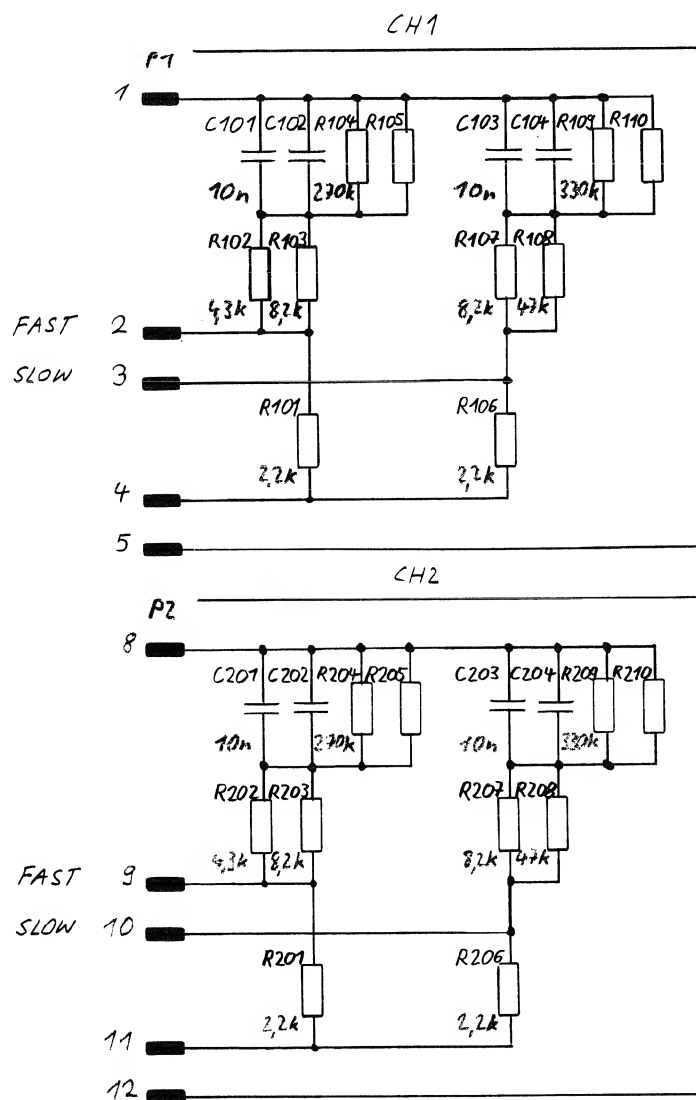 CH1
P1
1
C101 C102 R104 R105 C103 C104 R109 R110
10n 270k 10n 330k
R102 R103 R107 R108
4,3k 8,2k 8,2k 47k
FAST 2
SLOW 3
R101 R106
2,2k 2,2k
4
5
CH2
P2
8
C201 C202 R204 R205 C203 C204 R209 R210
10n 270k 10n 330k
R202 R203 R207 R208
4,3k 8,2k 8,2k 47k
FAST 9
SLOW 10
R201 R206
2,2k 2,2k
11
12